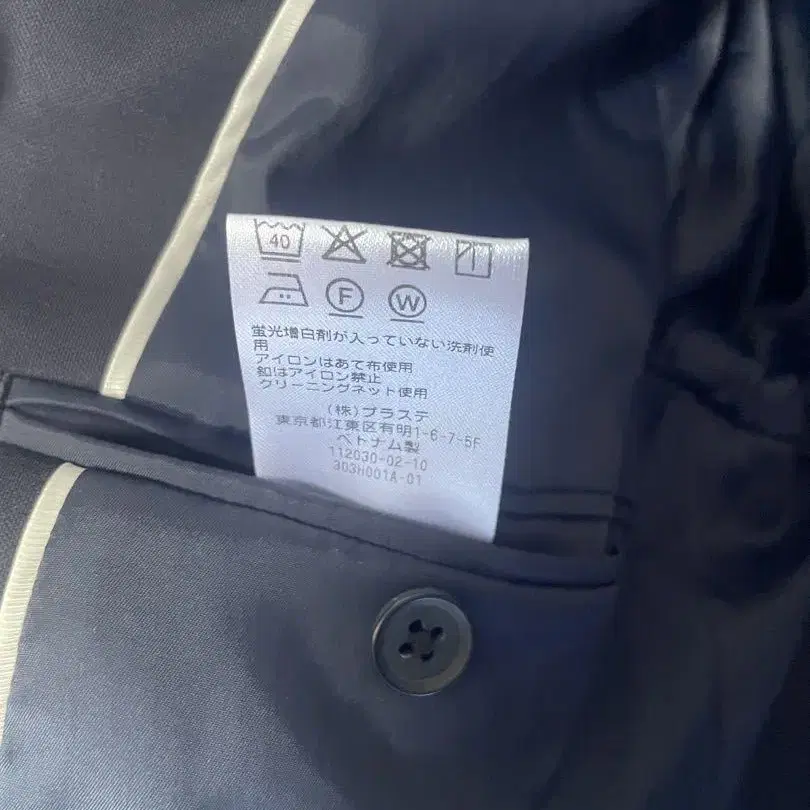 40
F W
蛍光増白剤が入っていない洗剤使
用
アイロンはあて布使用
釦はアイロン禁止
クリーニングネット使用
(株)プラステ
東京都江東区有明1-6-7-5F
ベトナム製
112030-02-10
303H001A-01